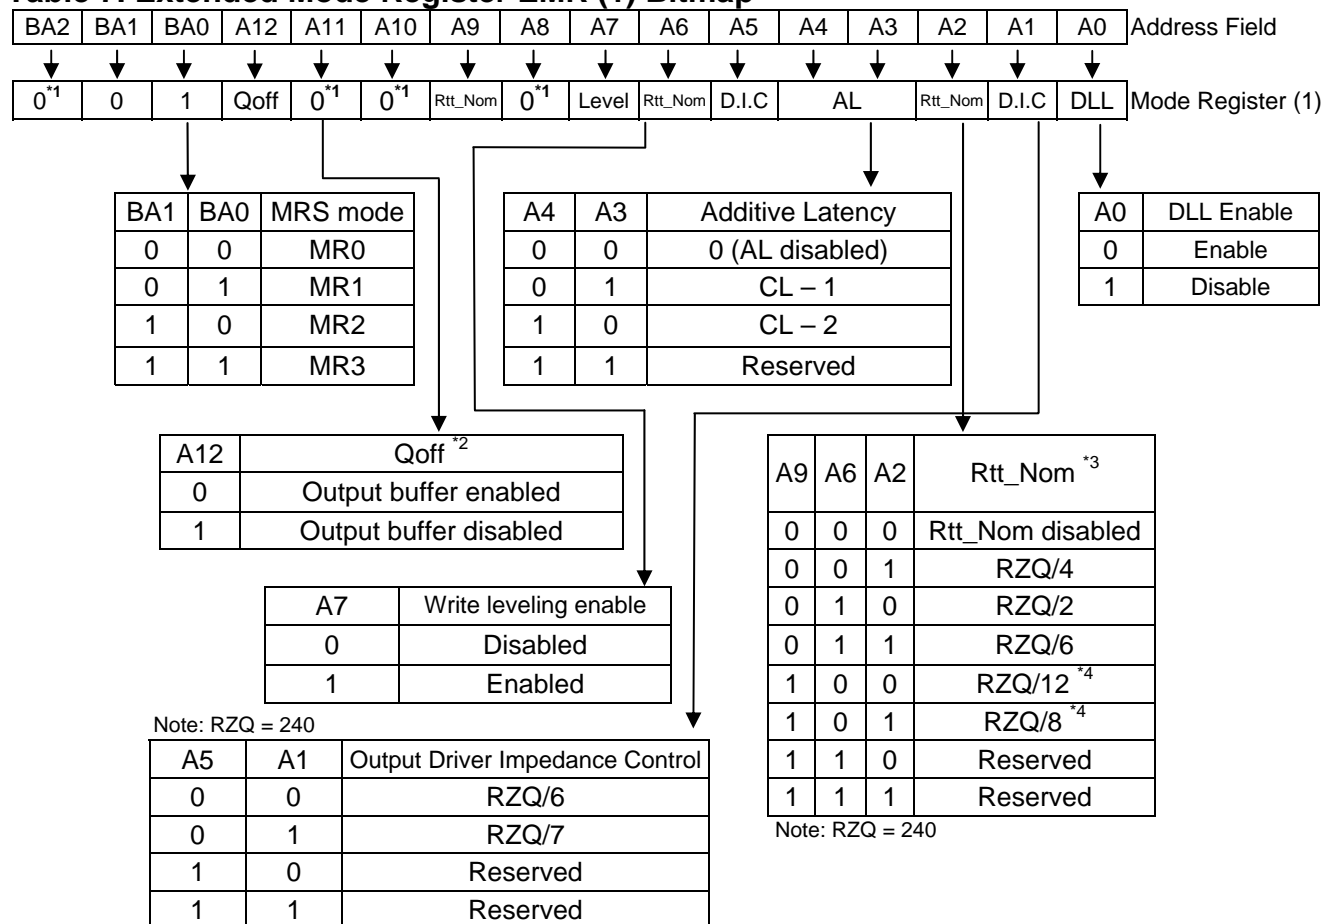 Table 7. Extended Mode Register EMR (1) Bitmap
BA2 BA1 BA0 A12 A11 A10 A9 A8 A7 A6 A5 A4 A3 A2 A1 A0 Address Field
0*1 0 1 Qoff 0*1 0*1 Rtt_Nom 0*1 Level Rtt_Nom D.I.C AL Rtt_Nom D.I.C DLL Mode Register (1)
BA1 BA0 MRS mode
0 0 MR0
0 1 MR1
1 0 MR2
1 1 MR3
A4 A3 Additive Latency
0 0 0 (AL disabled)
0 1 CL – 1
1 0 CL – 2
1 1 Reserved
A0 DLL Enable
0 Enable
1 Disable
A12 Qoff *2
0 Output buffer enabled
1 Output buffer disabled
A9 A6 A2 Rtt_Nom *3
0 0 0 Rtt_Nom disabled
0 0 1 RZQ/4
0 1 0 RZQ/2
0 1 1 RZQ/6
1 0 0 RZQ/12 *4
1 0 1 RZQ/8 *4
1 1 0 Reserved
1 1 1 Reserved
Note: RZQ = 240
A7 Write leveling enable
0 Disabled
1 Enabled
Note: RZQ = 240
A5 A1 Output Driver Impedance Control
0 0 RZQ/6
0 1 RZQ/7
1 0 Reserved
1 1 Reserved